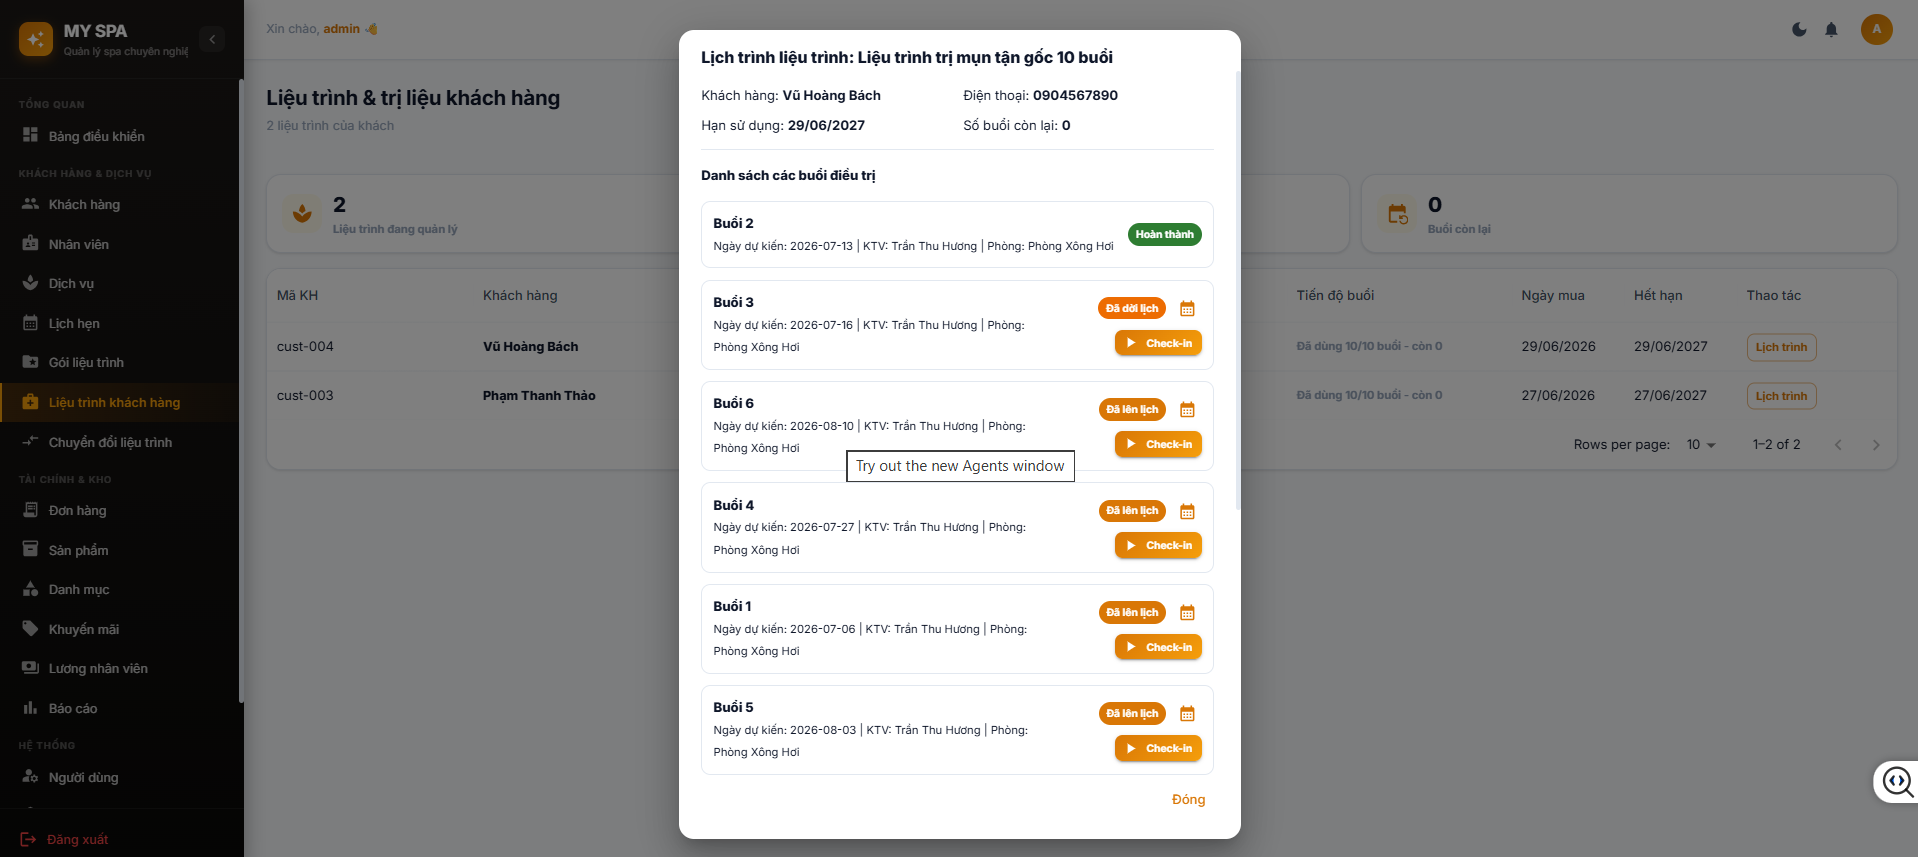 MY SPA
Quản lý spa chuyên nghiệ
TỔNG QUAN
Bảng điều khiển
KHÁCH HÀNG & DỊCH VỤ
Khách hàng
Nhân viên
Dịch vụ
Lịch hẹn
Gói liệu trình
Liệu trình khách hàng
Chuyển đổi liệu trình
TÀI CHÍNH & KHO
Đơn hàng
Sản phẩm
Danh mục
Khuyến mãi
Lương nhân viên
Báo cáo
HỆ THỐNG
Người dùng
Đăng xuất
Xin chào, admin 👋
A
Liệu trình & trị liệu khách hàng
2 liệu trình của khách
2
Liệu trình đang quản lý
0
Buổi còn lại
Mã KH Khách hàng Tiến độ buổi Ngày mua Hết hạn Thao tác
cust-004 Vũ Hoàng Bách Đã dùng 10/10 buổi - còn 0 29/06/2026 29/06/2027 Lịch trình
cust-003 Phạm Thanh Thảo Đã dùng 10/10 buổi - còn 0 27/06/2026 27/06/2027 Lịch trình
Rows per page: 10 1–2 of 2
Lịch trình liệu trình: Liệu trình trị mụn tận gốc 10 buổi
Khách hàng: Vũ Hoàng Bách Điện thoại: 0904567890
Hạn sử dụng: 29/06/2027 Số buổi còn lại: 0
Danh sách các buổi điều trị
Buổi 2
Ngày dự kiến: 2026-07-13 | KTV: Trần Thu Hương | Phòng: Phòng Xông Hơi
Hoàn thành
Buổi 3
Ngày dự kiến: 2026-07-16 | KTV: Trần Thu Hương | Phòng:
Phòng Xông Hơi
Đã dời lịch
Check-in
Buổi 6
Ngày dự kiến: 2026-08-10 | KTV: Trần Thu Hương | Phòng:
Phòng Xông Hơi
Đã lên lịch
Check-in
Try out the new Agents window
Buổi 4
Ngày dự kiến: 2026-07-27 | KTV: Trần Thu Hương | Phòng:
Phòng Xông Hơi
Đã lên lịch
Check-in
Buổi 1
Ngày dự kiến: 2026-07-06 | KTV: Trần Thu Hương | Phòng:
Phòng Xông Hơi
Đã lên lịch
Check-in
Buổi 5
Ngày dự kiến: 2026-08-03 | KTV: Trần Thu Hương | Phòng:
Phòng Xông Hơi
Đã lên lịch
Check-in
Đóng